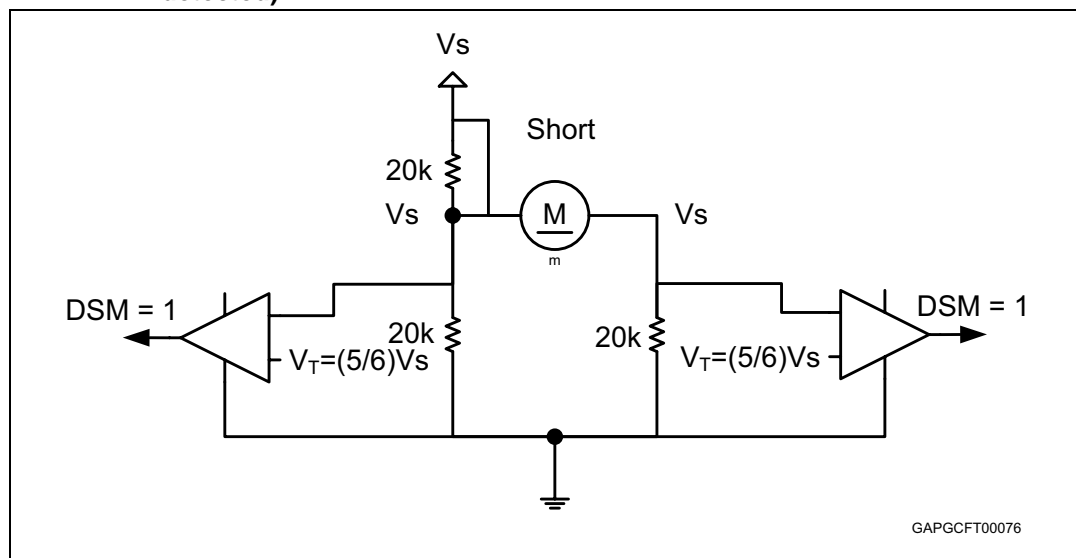 detected)
Vs
Short
20k
Vs
M
Vs
m
DSM = 1
DSM = 1
20k
20k
V_T=(5/6)Vs
V_T=(5/6)Vs
GAPGCFT00076